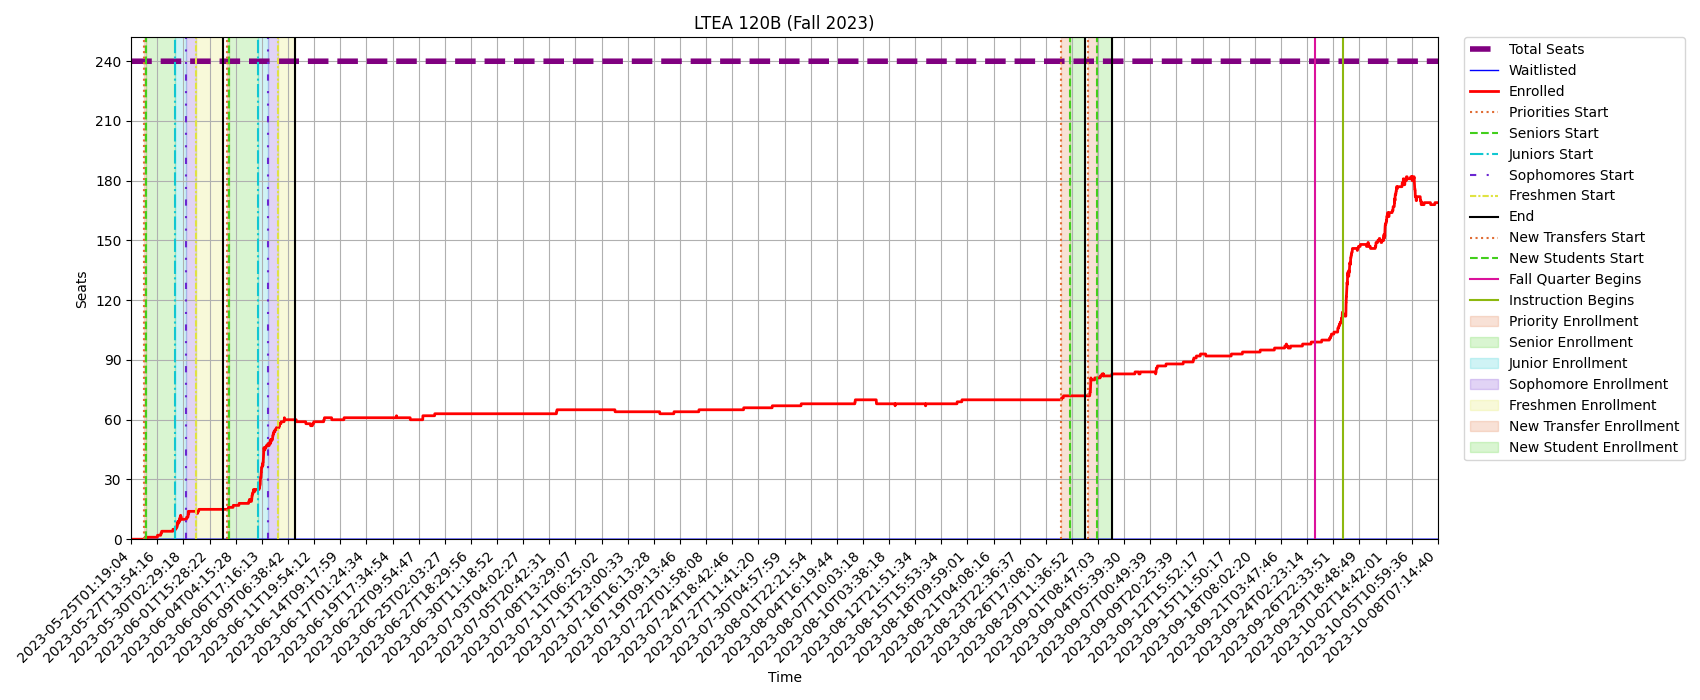 LTEA 120B (Fall 2023)
Seats
240
210
180
150
120
90
60
30
0
2023-05-25T01:19:04
2023-05-27T13:54:16
2023-05-30T02:29:18
2023-06-01T15:28:22
2023-06-04T04:15:28
2023-06-06T17:16:13
2023-06-09T06:38:42
2023-06-11T19:54:12
2023-06-14T09:17:59
2023-06-17T01:24:34
2023-06-19T17:34:54
2023-06-22T09:54:47
2023-06-25T02:03:27
2023-06-27T18:29:56
2023-06-30T11:18:52
2023-07-03T04:02:27
2023-07-05T20:42:31
2023-07-08T13:29:07
2023-07-11T06:25:02
2023-07-13T23:00:33
2023-07-16T16:13:28
2023-07-19T09:13:46
2023-07-22T01:58:08
2023-07-24T18:42:46
2023-07-27T11:41:20
2023-07-30T04:57:59
2023-08-01T22:21:54
2023-08-04T16:19:44
2023-08-07T10:03:18
2023-08-10T03:38:18
2023-08-12T21:51:34
2023-08-15T15:53:34
2023-08-18T09:59:01
2023-08-21T04:08:16
2023-08-23T22:36:37
2023-08-26T17:08:01
2023-08-29T11:36:52
2023-09-01T08:47:03
2023-09-04T05:39:30
2023-09-07T00:49:39
2023-09-09T20:25:39
2023-09-12T15:52:17
2023-09-15T11:50:17
2023-09-18T08:02:20
2023-09-21T03:47:46
2023-09-24T02:23:14
2023-09-26T22:33:51
2023-09-29T18:48:49
2023-10-02T14:42:01
2023-10-05T10:59:36
2023-10-08T07:14:40
Time
Total Seats
Waitlisted
Enrolled
Priorities Start
Seniors Start
Juniors Start
Sophomores Start
Freshmen Start
End
New Transfers Start
New Students Start
Fall Quarter Begins
Instruction Begins
Priority Enrollment
Senior Enrollment
Junior Enrollment
Sophomore Enrollment
Freshmen Enrollment
New Transfer Enrollment
New Student Enrollment